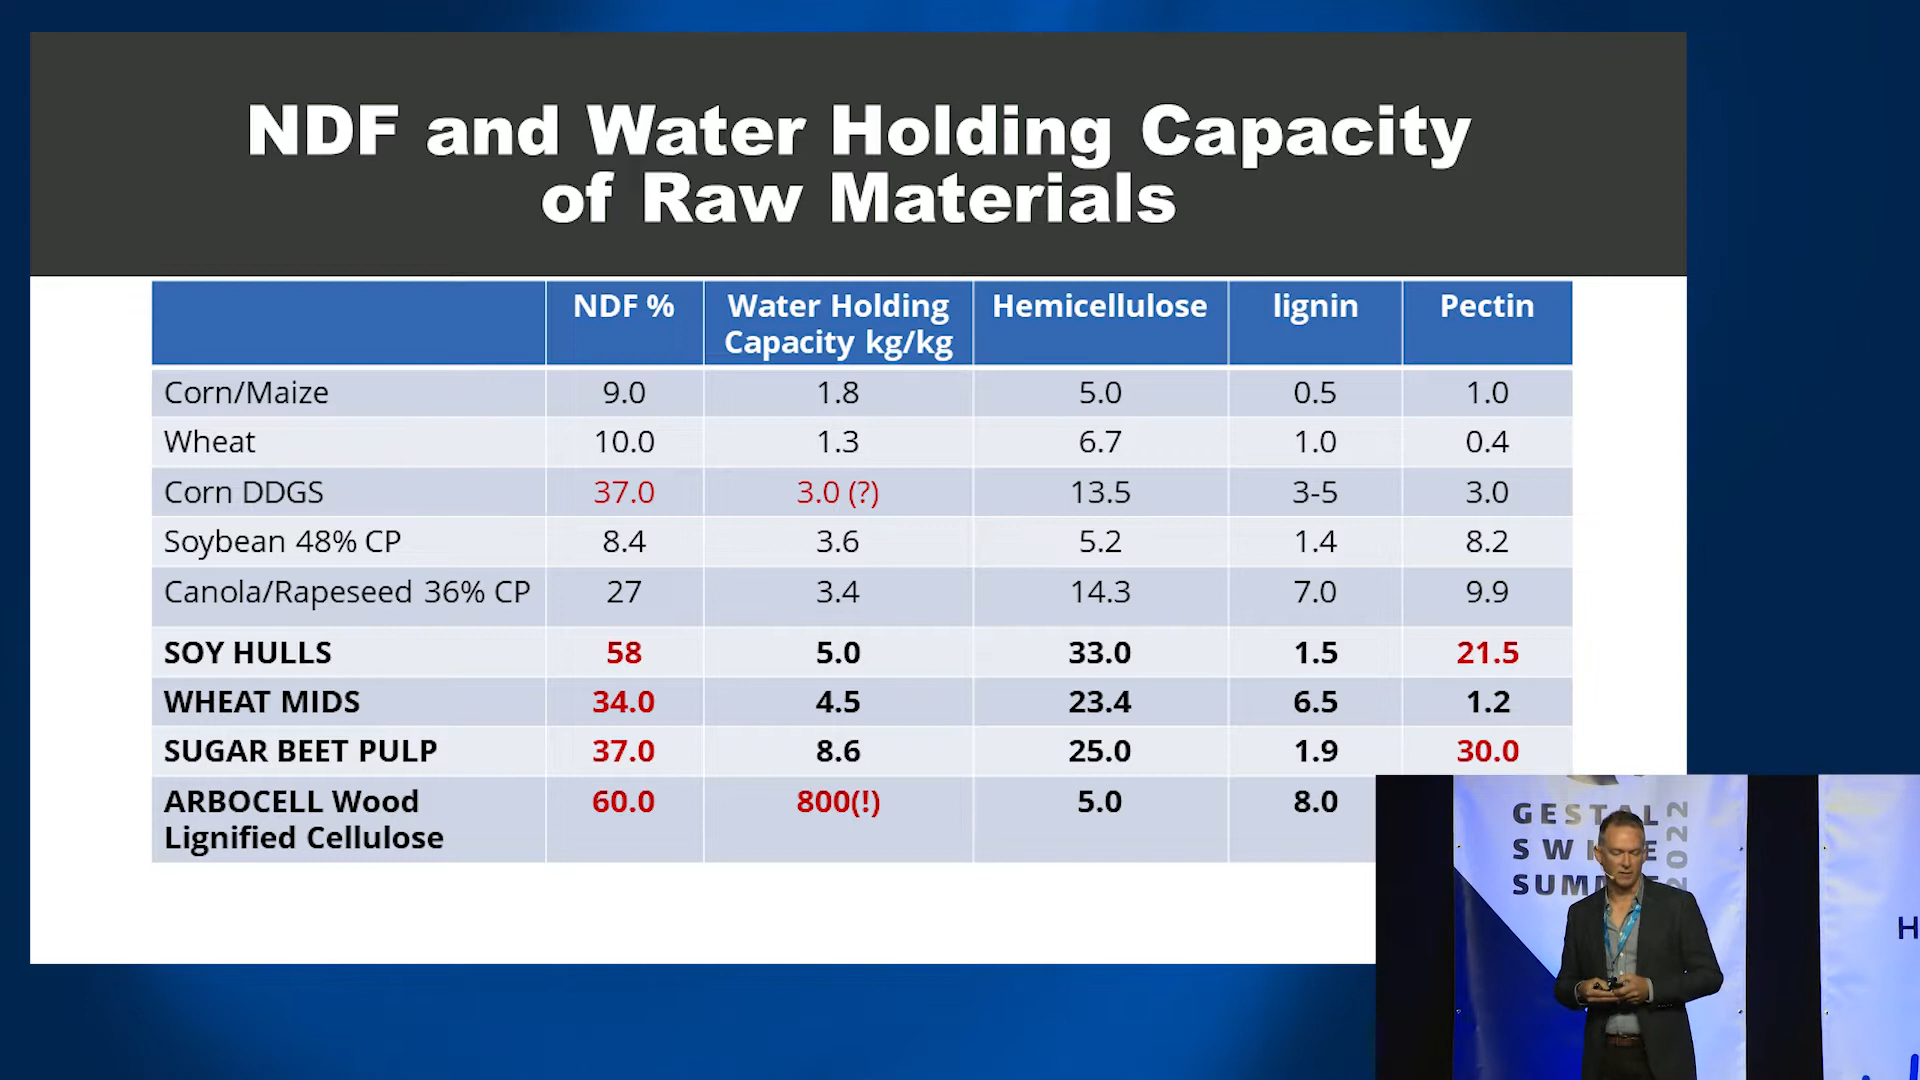 NDF and Water Holding Capacity
of Raw Materials
NDF % Water Holding Capacity kg/kg Hemicellulose lignin Pectin
Corn/Maize 9.0 1.8 5.0 0.5 1.0
Wheat 10.0 1.3 6.7 1.0 0.4
Corn DDGS 37.0 3.0 (?) 13.5 3-5 3.0
Soybean 48% CP 8.4 3.6 5.2 1.4 8.2
Canola/Rapeseed 36% CP 27 3.4 14.3 7.0 9.9
SOY HULLS 58 5.0 33.0 1.5 21.5
WHEAT MIDS 34.0 4.5 23.4 6.5 1.2
SUGAR BEET PULP 37.0 8.6 25.0 1.9 30.0
ARBOCELL Wood Lignified Cellulose 60.0 800(!) 5.0 8.0
GESTAL
2022